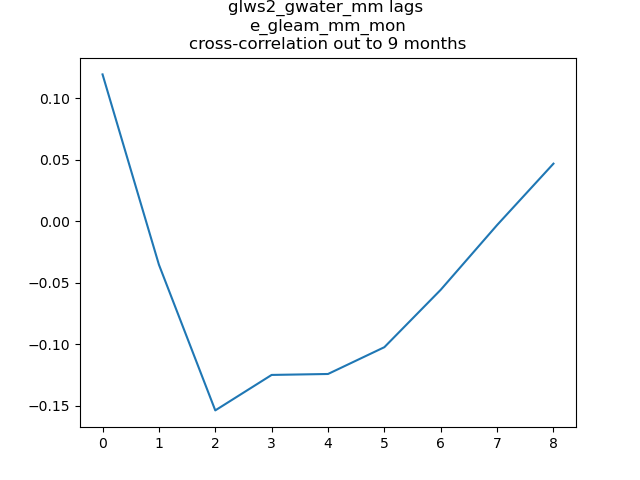 glws2_gwater_mm lags
e_gleam_mm_mon
cross-correlation out to 9 months
0.10
0.05
0.00
−0.05
−0.10
−0.15
0 1 2 3 4 5 6 7 8